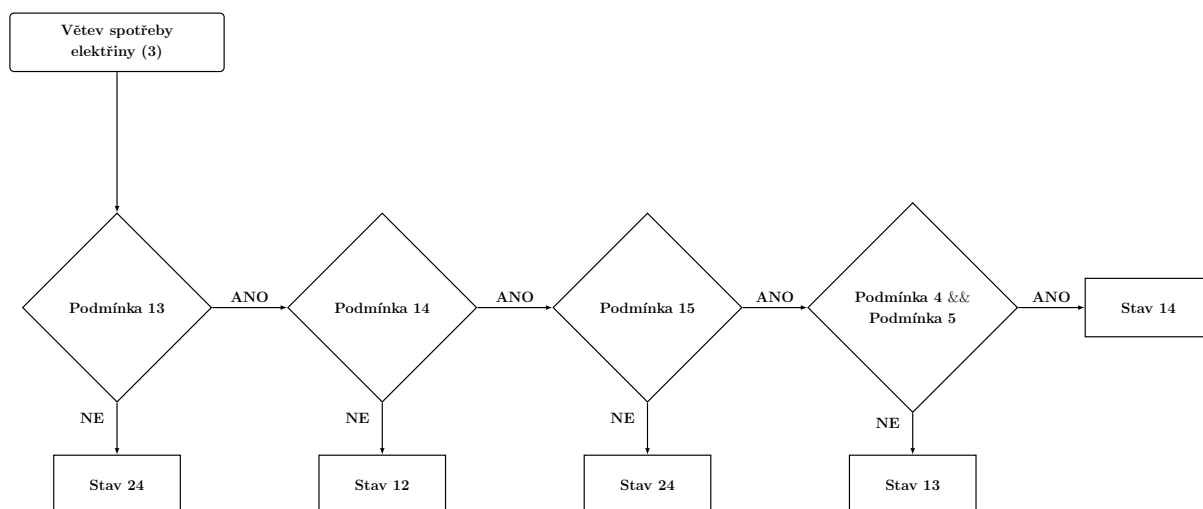 Větev spotřeby
elektřiny (3)
Podmínka 13
ANO
Podmínka 14
ANO
Podmínka 15
ANO
Podmínka 4 &&
Podmínka 5
ANO
Stav 14
NE
NE
NE
NE
Stav 24
Stav 12
Stav 24
Stav 13